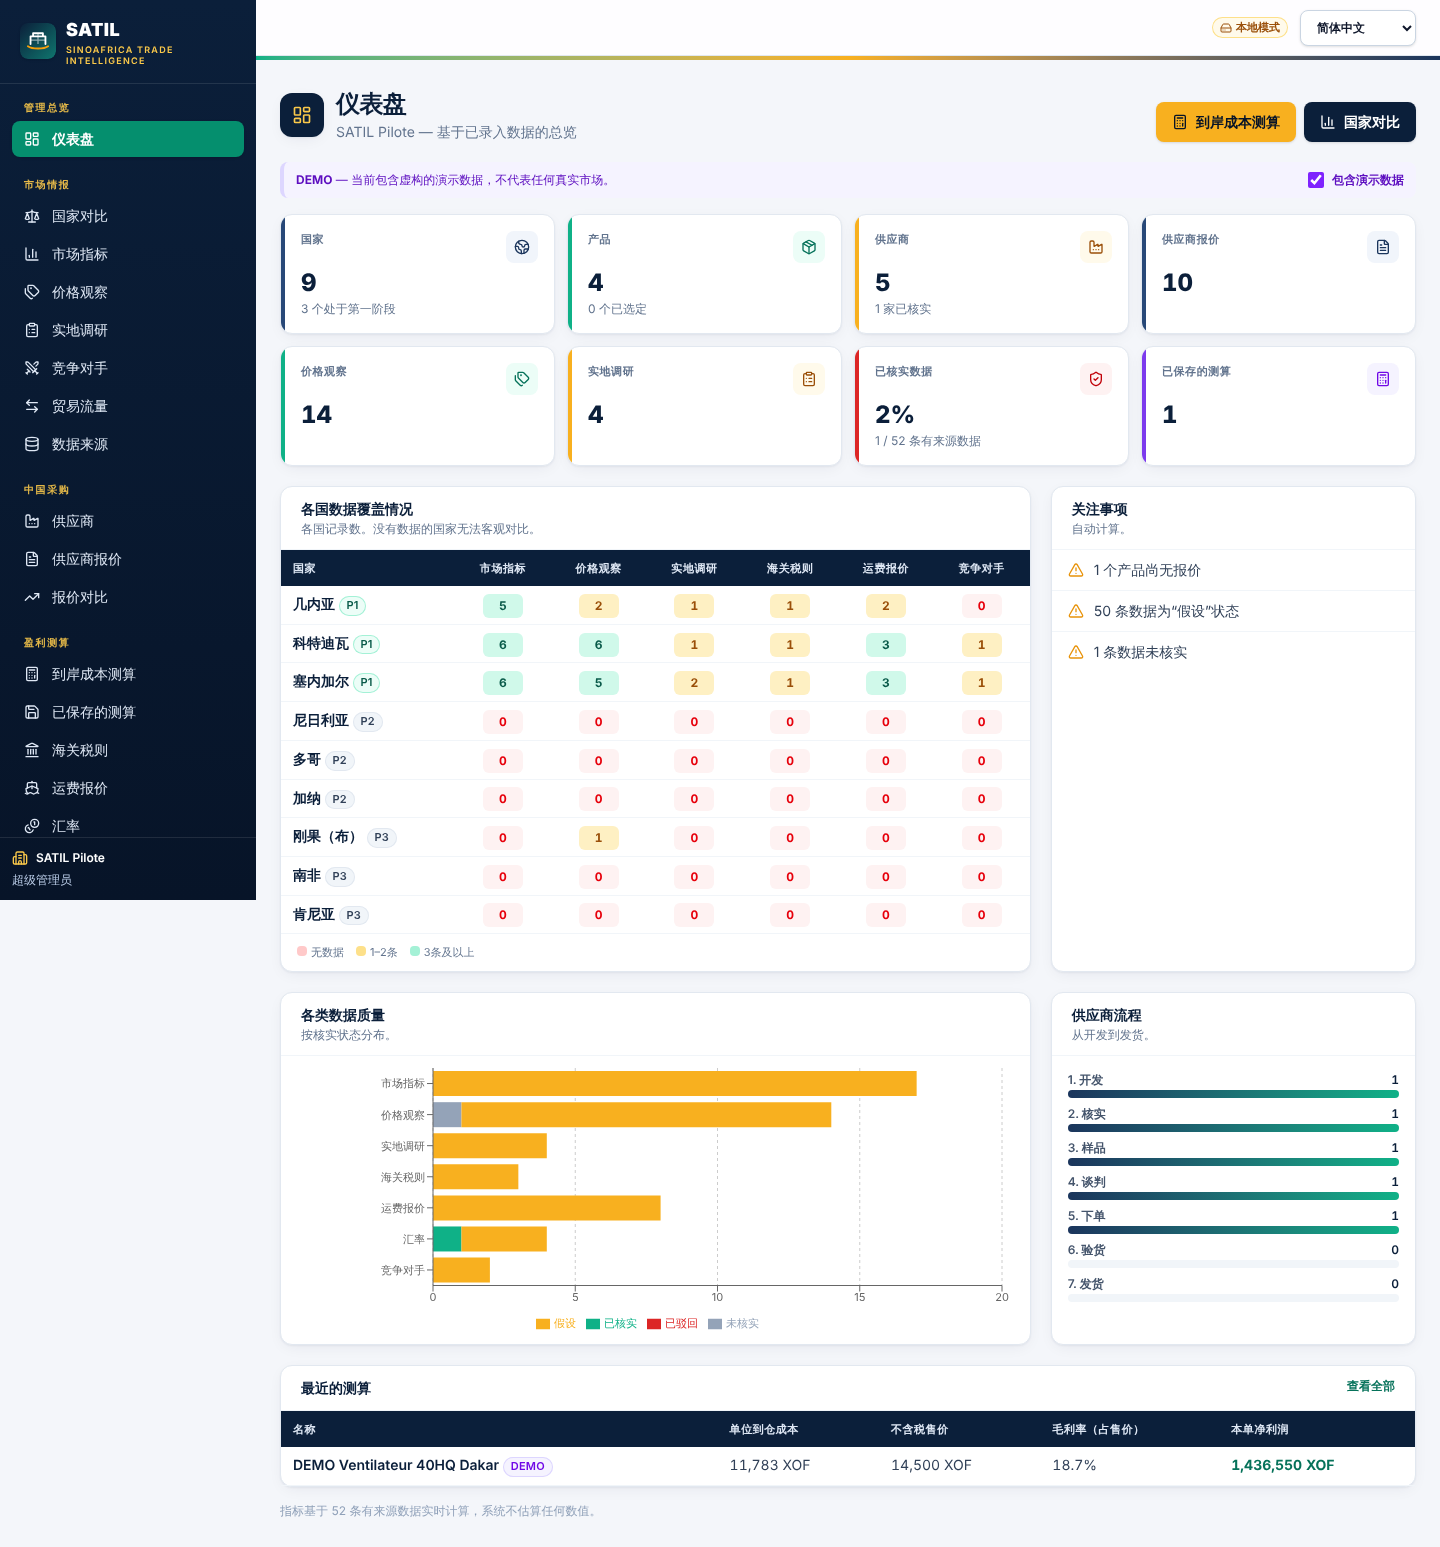 SATIL
SINOAFRICA TRADE
INTELLIGENCE
本地模式
简体中文
管理总览
仪表盘
市场情报
国家对比
市场指标
价格观察
实地调研
竞争对手
贸易流量
数据来源
中国采购
供应商
供应商报价
报价对比
盈利测算
到岸成本测算
已保存的测算
海关税则
运费报价
汇率
SATIL Pilote
超级管理员
仪表盘
SATIL Pilote — 基于已录入数据的总览
到岸成本测算
国家对比
DEMO — 当前包含虚构的演示数据，不代表任何真实市场。
包含演示数据
国家
9
3 个处于第一阶段
产品
4
0 个已选定
供应商
5
1 家已核实
供应商报价
10
价格观察
14
实地调研
4
已核实数据
2%
1 / 52 条有来源数据
已保存的测算
1
各国数据覆盖情况
各国记录数。没有数据的国家无法客观对比。
国家 市场指标 价格观察 实地调研 海关税则 运费报价 竞争对手
几内亚 P1 5 2 1 1 2 0
科特迪瓦 P1 6 6 1 1 3 1
塞内加尔 P1 6 5 2 1 3 1
尼日利亚 P2 0 0 0 0 0 0
多哥 P2 0 0 0 0 0 0
加纳 P2 0 0 0 0 0 0
刚果（布） P3 0 1 0 0 0 0
南非 P3 0 0 0 0 0 0
肯尼亚 P3 0 0 0 0 0 0
无数据 1–2条 3条及以上
关注事项
自动计算。
1 个产品尚无报价
50 条数据为“假设”状态
1 条数据未核实
各类数据质量
按核实状态分布。
市场指标
价格观察
实地调研
海关税则
运费报价
汇率
竞争对手
0 5 10 15 20
假设 已核实 已驳回 未核实
供应商流程
从开发到发货。
1. 开发 1
2. 核实 1
3. 样品 1
4. 谈判 1
5. 下单 1
6. 验货 0
7. 发货 0
最近的测算
查看全部
名称 单位到仓成本 不含税售价 毛利率（占售价） 本单净利润
DEMO Ventilateur 40HQ Dakar DEMO 11,783 XOF 14,500 XOF 18.7% 1,436,550 XOF
指标基于 52 条有来源数据实时计算，系统不估算任何数值。